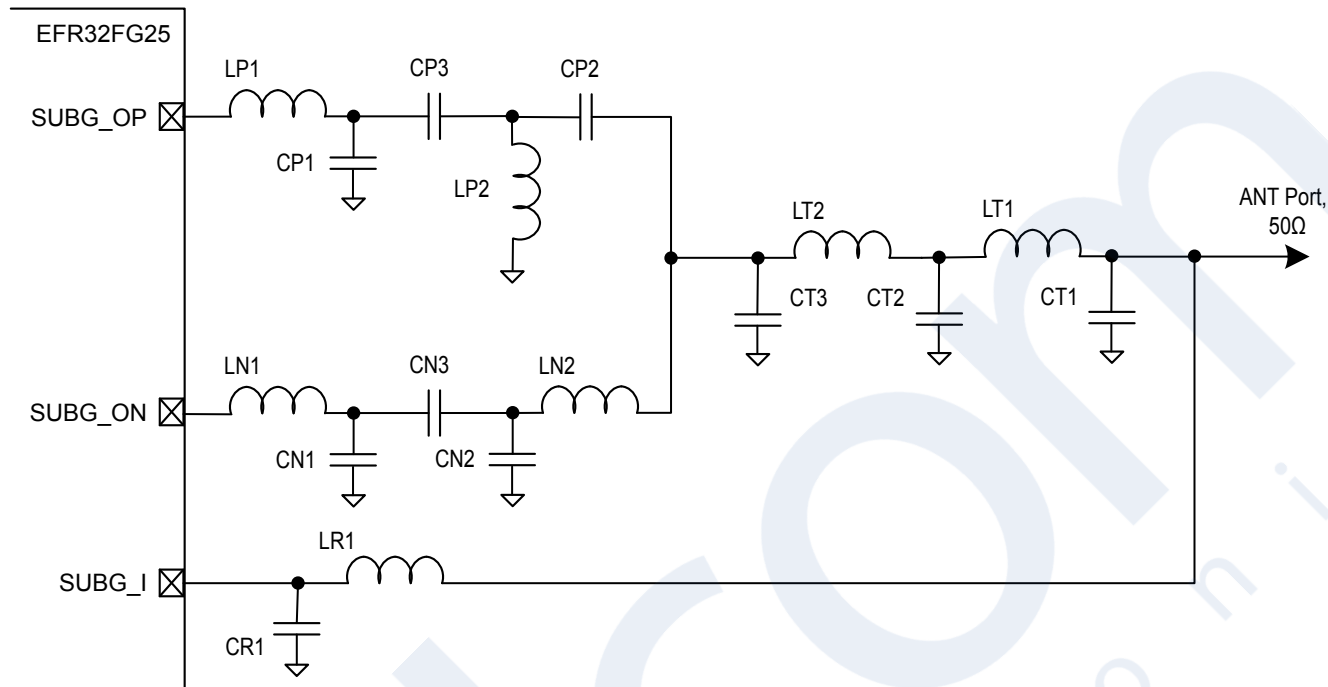 EFR32FG25
LP1
CP3
CP2
SUBG_OP
CP1
LP2
ANT Port,
50Ω
LT2
LT1
CT3
CT2
CT1
LN1
CN3
LN2
SUBG_ON
CN1
CN2
LR1
SUBG_I
CR1